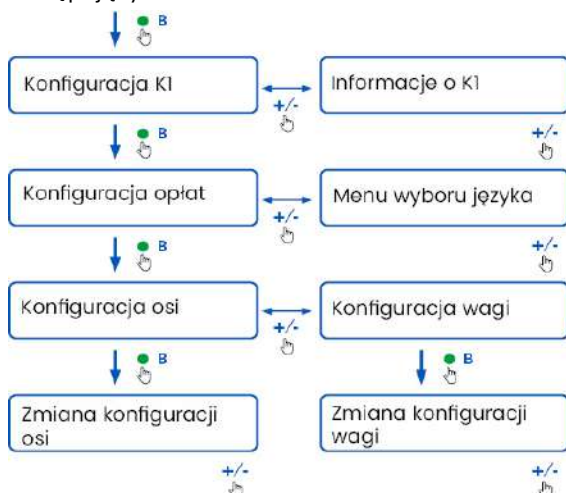 B
Konfiguracja K1
+/-
Informacje o K1
B
+/-
Konfiguracja opłat
+/-
Menu wyboru języka
B
+/-
Konfiguracja osi
+/-
Konfiguracja wagi
B
B
Zmiana konfiguracji
osi
Zmiana konfiguracji
wagi
+/-
+/-